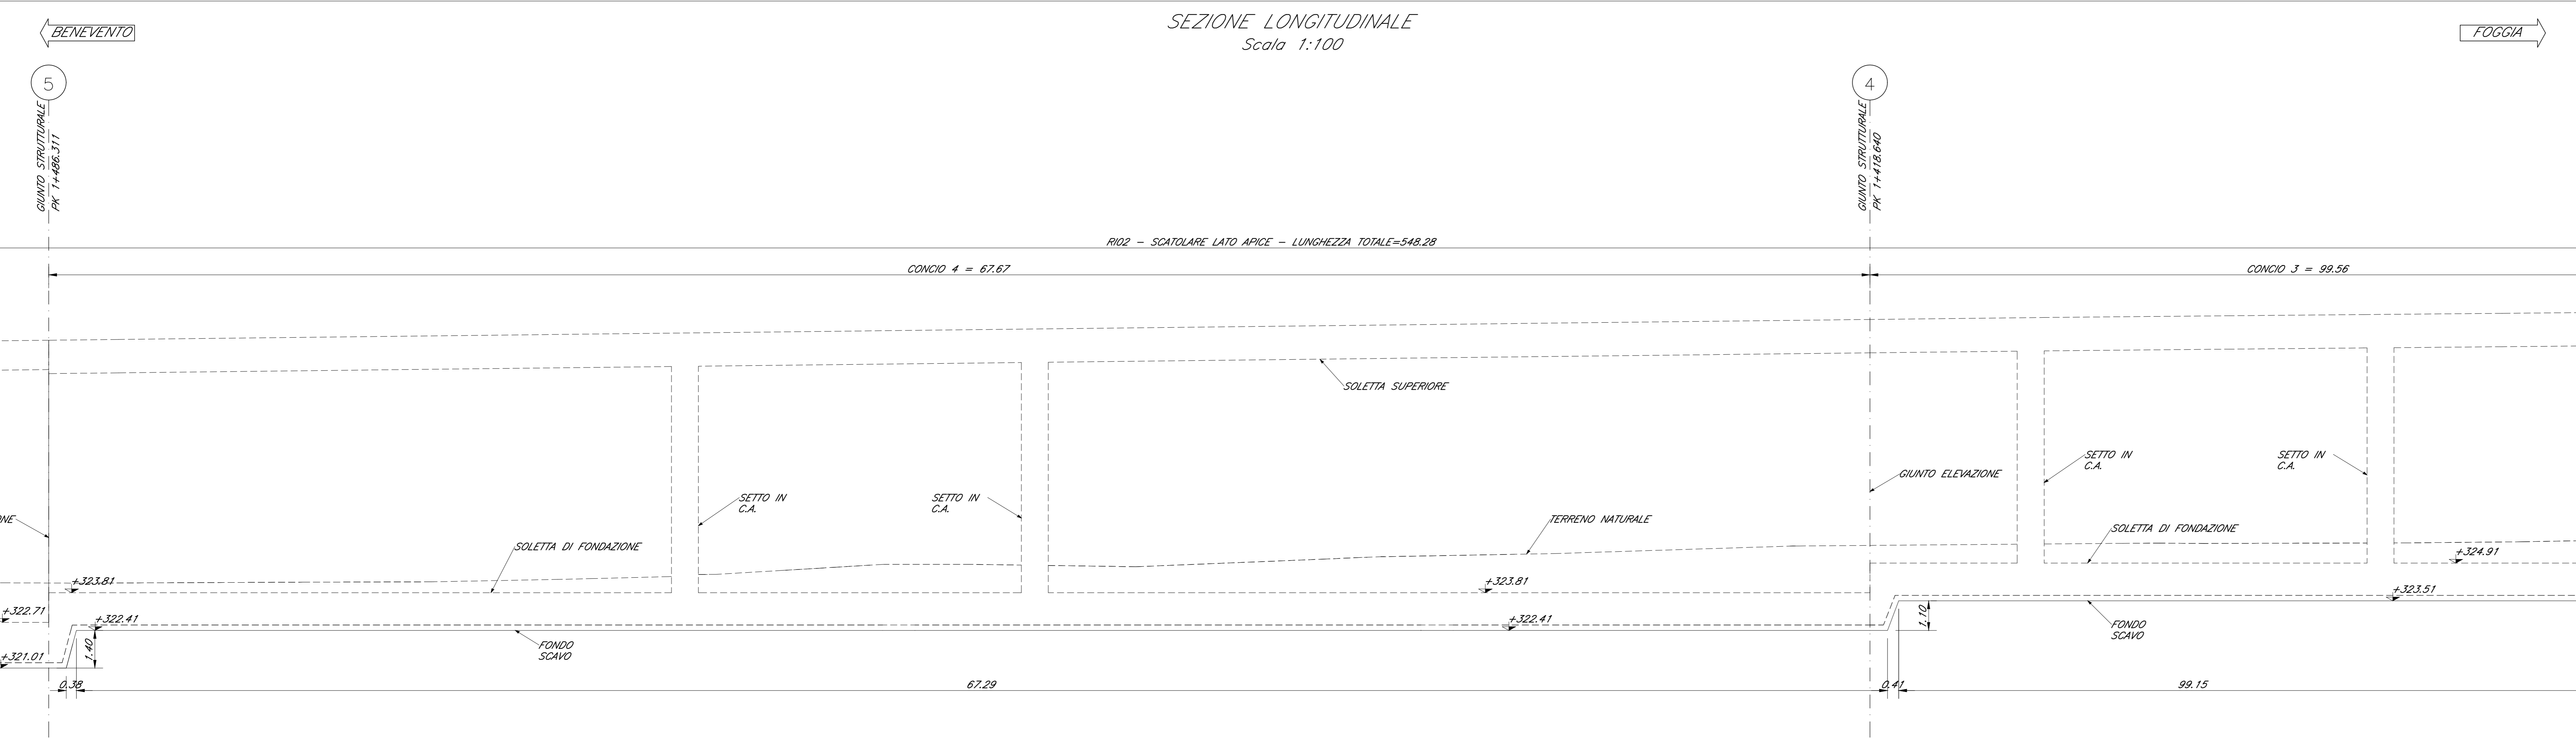 SEZIONE LONGITUDINALE
Scala 1:100
BENEVENTO
FOGGIA
5
4
GIUNTO STRUTTURALE
PK 1+486.311
GIUNTO STRUTTURALE
PK 1+418.640
RI02 - SCATOLARE LATO APICE - LUNGHEZZA TOTALE=548.28
CONCIO 4 = 67.67
CONCIO 3 = 99.56
SOLETTA SUPERIORE
SETTO IN
C.A.
SETTO IN
C.A.
GIUNTO ELEVAZIONE
SETTO IN
C.A.
SETTO IN
C.A.
TERRENO NATURALE
SOLETTA DI FONDAZIONE
SOLETTA DI FONDAZIONE
+324.91
+323.81
+323.81
+323.51
+322.71
+322.41
+322.41
1.40
1.10
FONDO
SCAVO
FONDO
SCAVO
+321.01
0.38
67.29
0.41
99.15